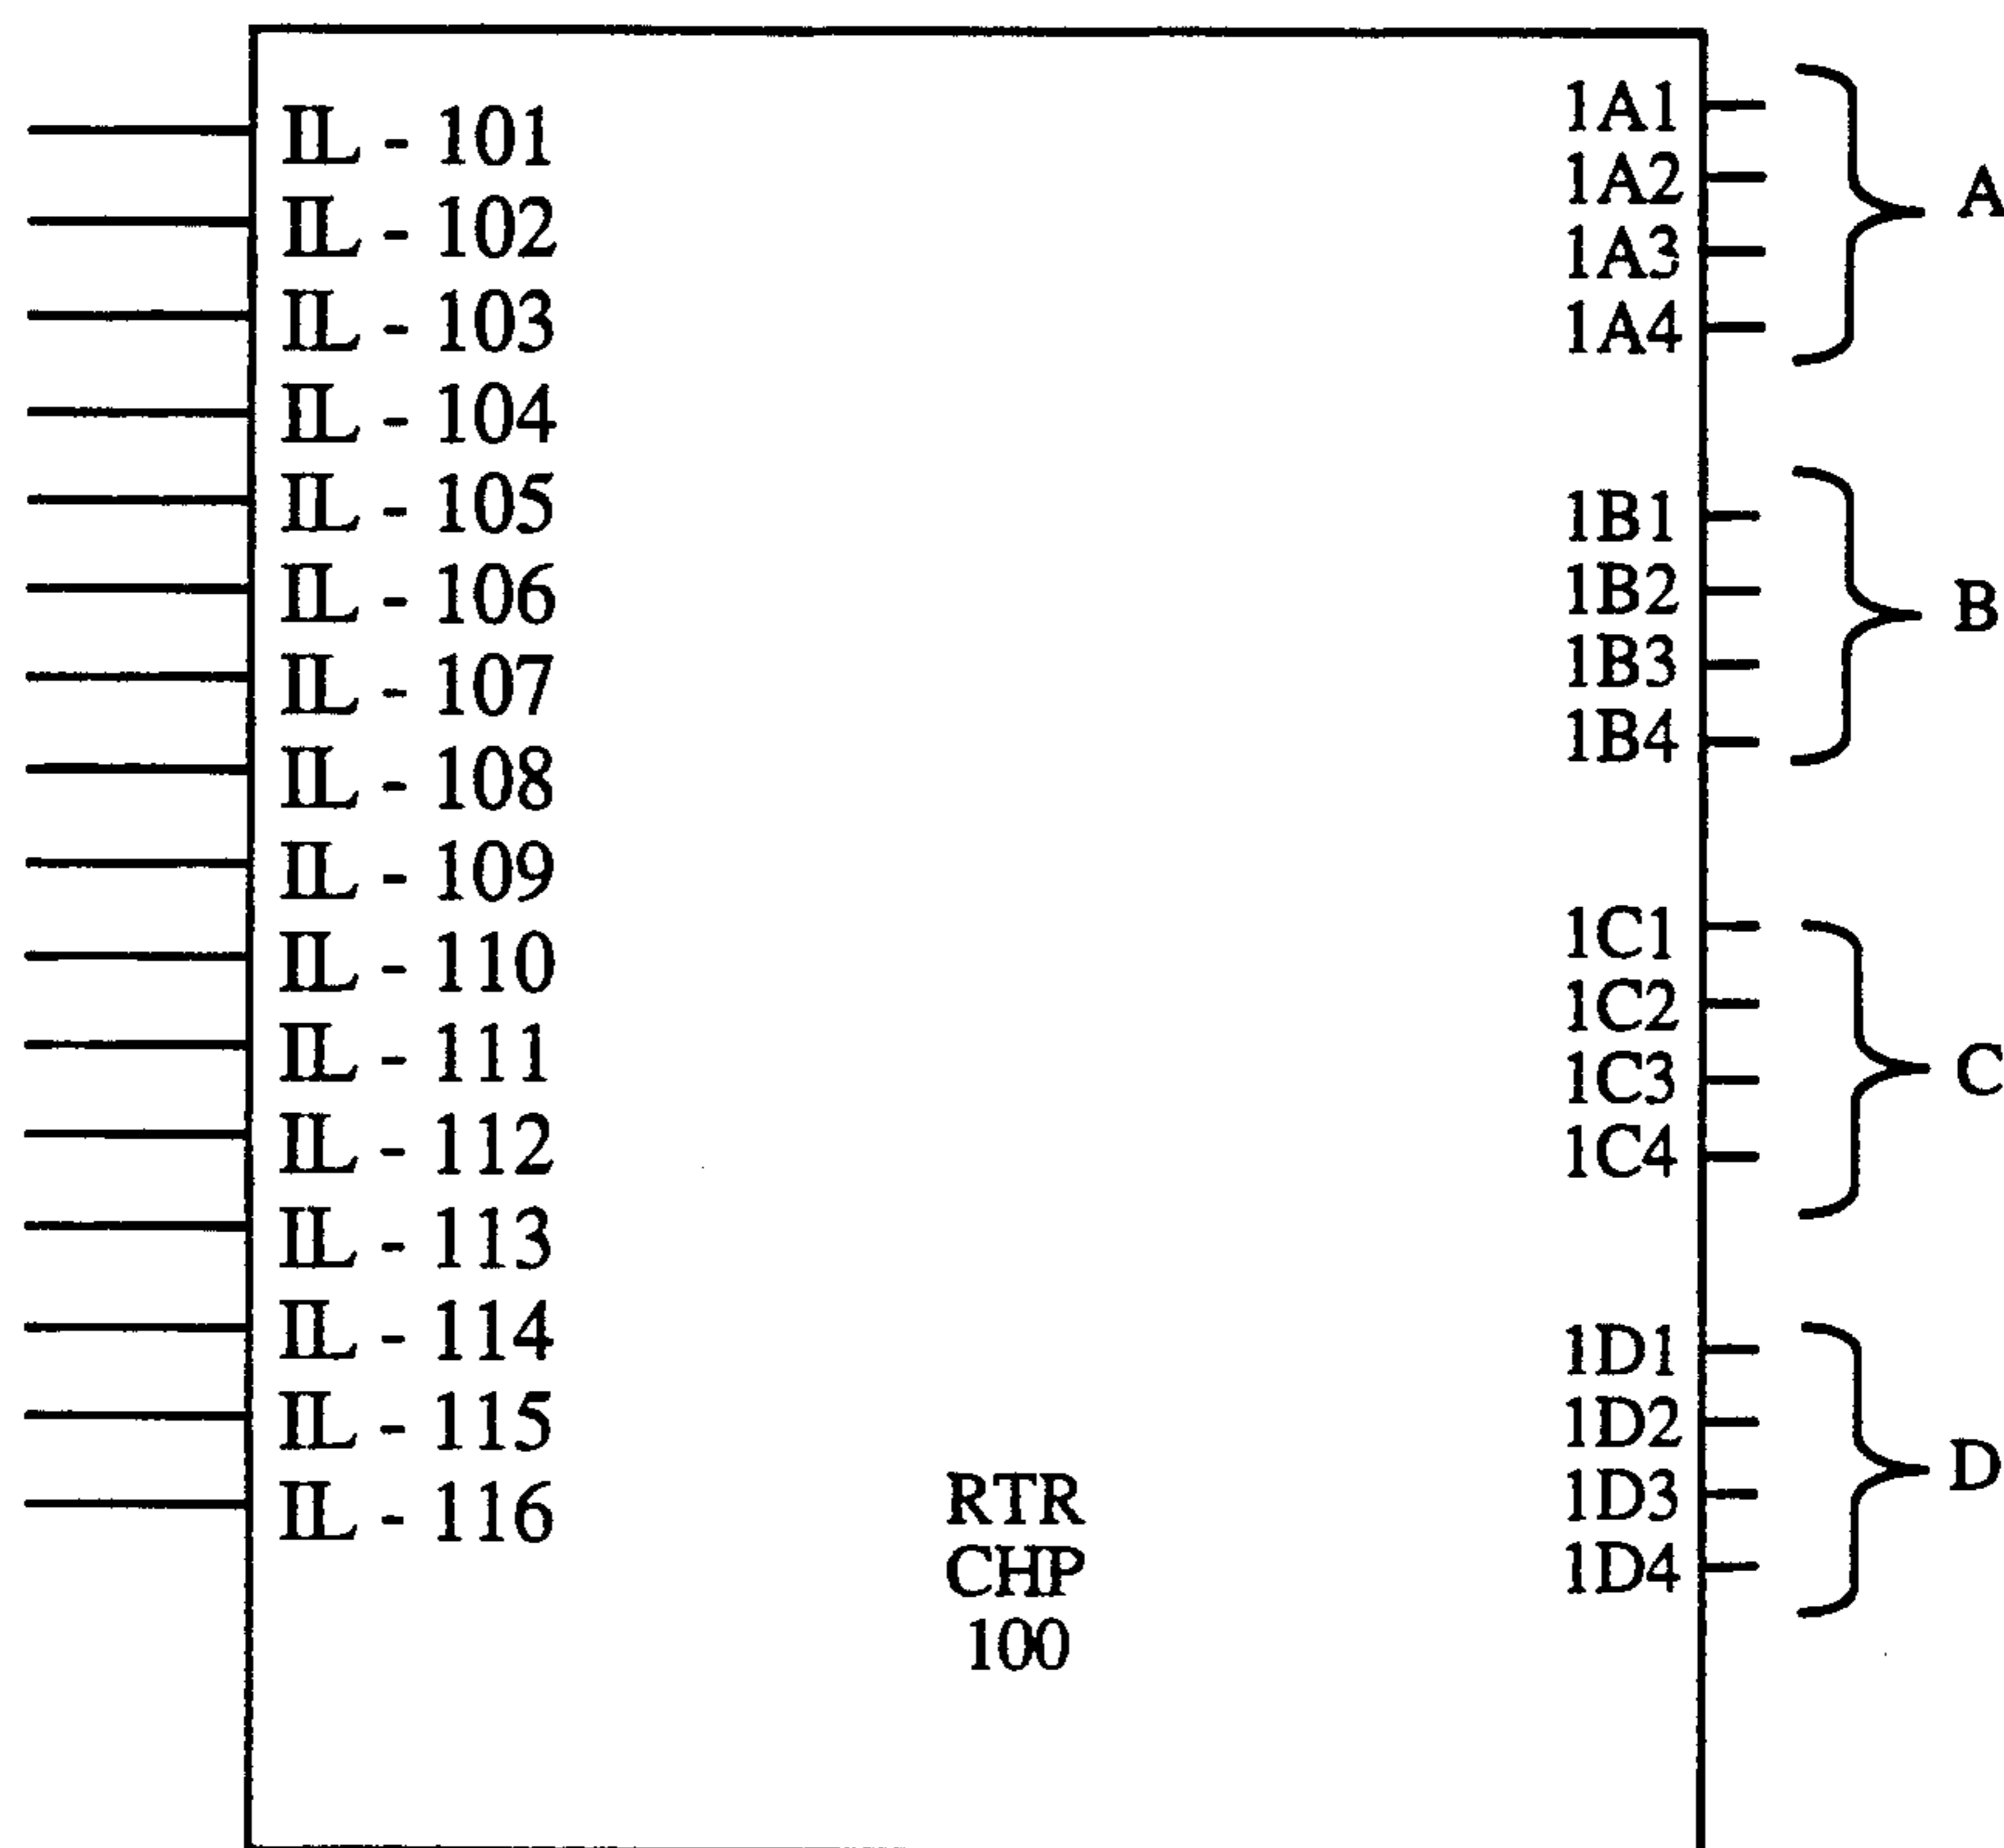 IL - 101
IL - 102
IL - 103
IL - 104
IL - 105
IL - 106
IL - 107
IL - 108
IL - 109
IL - 110
IL - 111
IL - 112
IL - 113
IL - 114
IL - 115
IL - 116
RTR
CHP
100
1A1
1A2
1A3
1A4
A
1B1
1B2
1B3
1B4
B
1C1
1C2
1C3
1C4
C
1D1
1D2
1D3
1D4
D